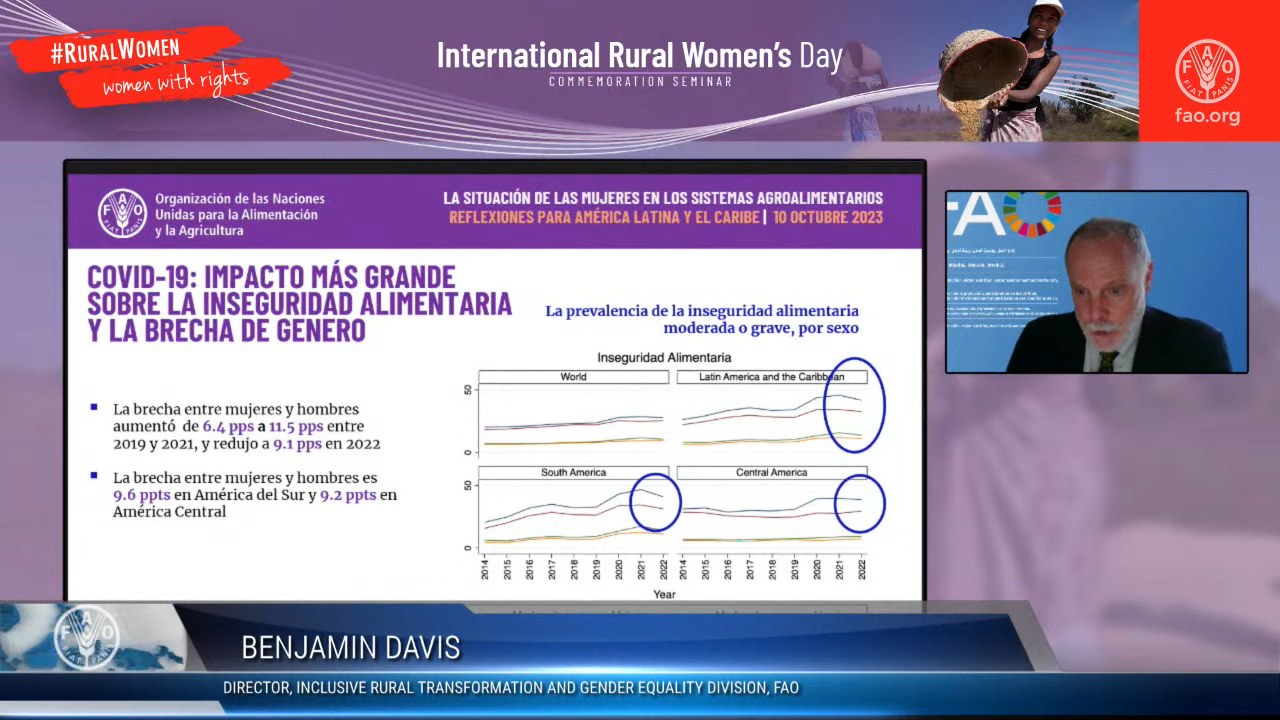 #RURALWOMEN
women with rights
International Rural Women's Day
COMMEMORATION SEMINAR
FAO
FIAT PANIS
fao.org
FAO
FIAT PANIS
Organización de las Naciones
Unidas para la Alimentación
y la Agricultura
LA SITUACIÓN DE LAS MUJERES EN LOS SISTEMAS AGROALIMENTARIOS
REFLEXIONES PARA AMÉRICA LATINA Y EL CARIBE | 10 OCTUBRE 2023
COVID-19: IMPACTO MÁS GRANDE
SOBRE LA INSEGURIDAD ALIMENTARIA
Y LA BRECHA DE GENERO
La brecha entre mujeres y hombres
aumentó de 6.4 pps a 11.5 pps entre
2019 y 2021, y redujo a 9.1 pps en 2022
La brecha entre mujeres y hombres es
9.6 ppts en América del Sur y 9.2 ppts en
América Central
La prevalencia de la inseguridad alimentaria
moderada o grave, por sexo
Inseguridad Alimentaria
World
Latin America and the Caribbean
50
0
South America
Central America
50
0
2014 2015 2016 2017 2018 2019 2020 2021 2022
2014 2015 2016 2017 2018 2019 2020 2021 2022
Year
FAO
BENJAMIN DAVIS
DIRECTOR, INCLUSIVE RURAL TRANSFORMATION AND GENDER EQUALITY DIVISION, FAO